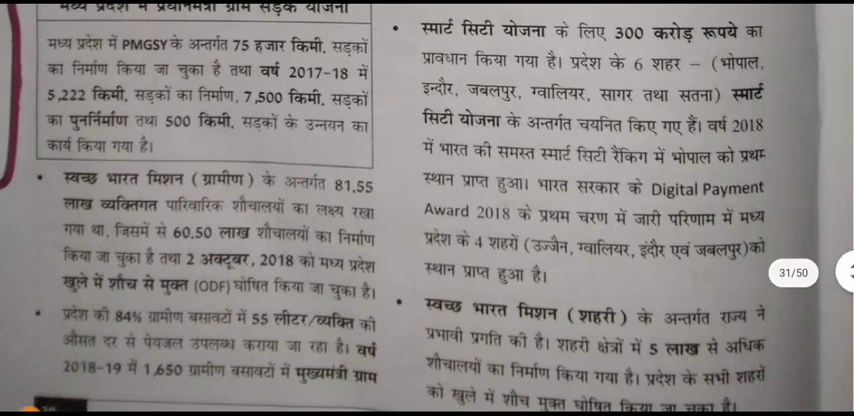 मध्य प्रदेश में प्रधानमंत्री ग्राम सड़क योजना
मध्य प्रदेश में PMGSY के अन्तर्गत 75 हजार किमी. सड़कों
का निर्माण किया जा चुका है तथा वर्ष 2017-18 में
5,222 किमी. सड़कों का निर्माण, 7,500 किमी. सड़कों
का पुनर्निर्माण तथा 500 किमी. सड़कों के उन्नयन का
कार्य किया गया है।
• स्वच्छ भारत मिशन (ग्रामीण) के अन्तर्गत 81.55
लाख व्यक्तिगत पारिवारिक शौचालयों का लक्ष्य रखा
गया था, जिसमें से 60.50 लाख शौचालयों का निर्माण
किया जा चुका है तथा 2 अक्टूबर, 2018 को मध्य प्रदेश
खुले में शौच से मुक्त (ODF) घोषित किया जा चुका है।
• प्रदेश की 84% ग्रामीण बसावटों में 55 लीटर/व्यक्ति की
औसत दर से पेयजल उपलब्ध कराया जा रहा है। वर्ष
2018-19 में 1,650 ग्रामीण बसावटों में मुख्यमंत्री ग्राम
• स्मार्ट सिटी योजना के लिए 300 करोड़ रूपये का
प्रावधान किया गया है। प्रदेश के 6 शहर – (भोपाल,
इन्दौर, जबलपुर, ग्वालियर, सागर तथा सतना) स्मार्ट
सिटी योजना के अन्तर्गत चयनित किए गए हैं। वर्ष 2018
में भारत की समस्त स्मार्ट सिटी रैंकिंग में भोपाल को प्रथम
स्थान प्राप्त हुआ। भारत सरकार के Digital Payment
Award 2018 के प्रथम चरण में जारी परिणाम में मध्य
प्रदेश के 4 शहरों (उज्जैन, ग्वालियर, इंदौर एवं जबलपुर)को
स्थान प्राप्त हुआ है।
31/50
• स्वच्छ भारत मिशन (शहरी) के अन्तर्गत राज्य ने
प्रभावी प्रगति की है। शहरी क्षेत्रों में 5 लाख से अधिक
शौचालयों का निर्माण किया गया है। प्रदेश के सभी शहरों
को खुले में शौच मुक्त घोषित किया जा चुका है।